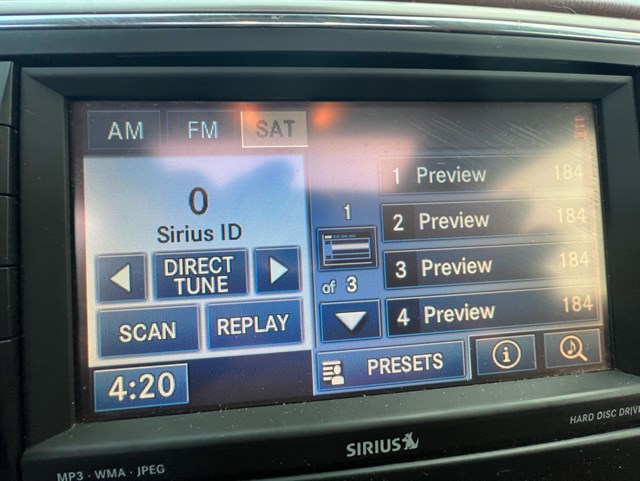 AM FM SAT
0
Sirius ID
DIRECT
TUNE
SCAN REPLAY
4:20
1
of 3
1 Preview 184
2 Preview 184
3 Preview 184
4 Preview 184
PRESETS
i
SIRIUS
HARD DISC DRIVE
MP3 · WMA · JPEG